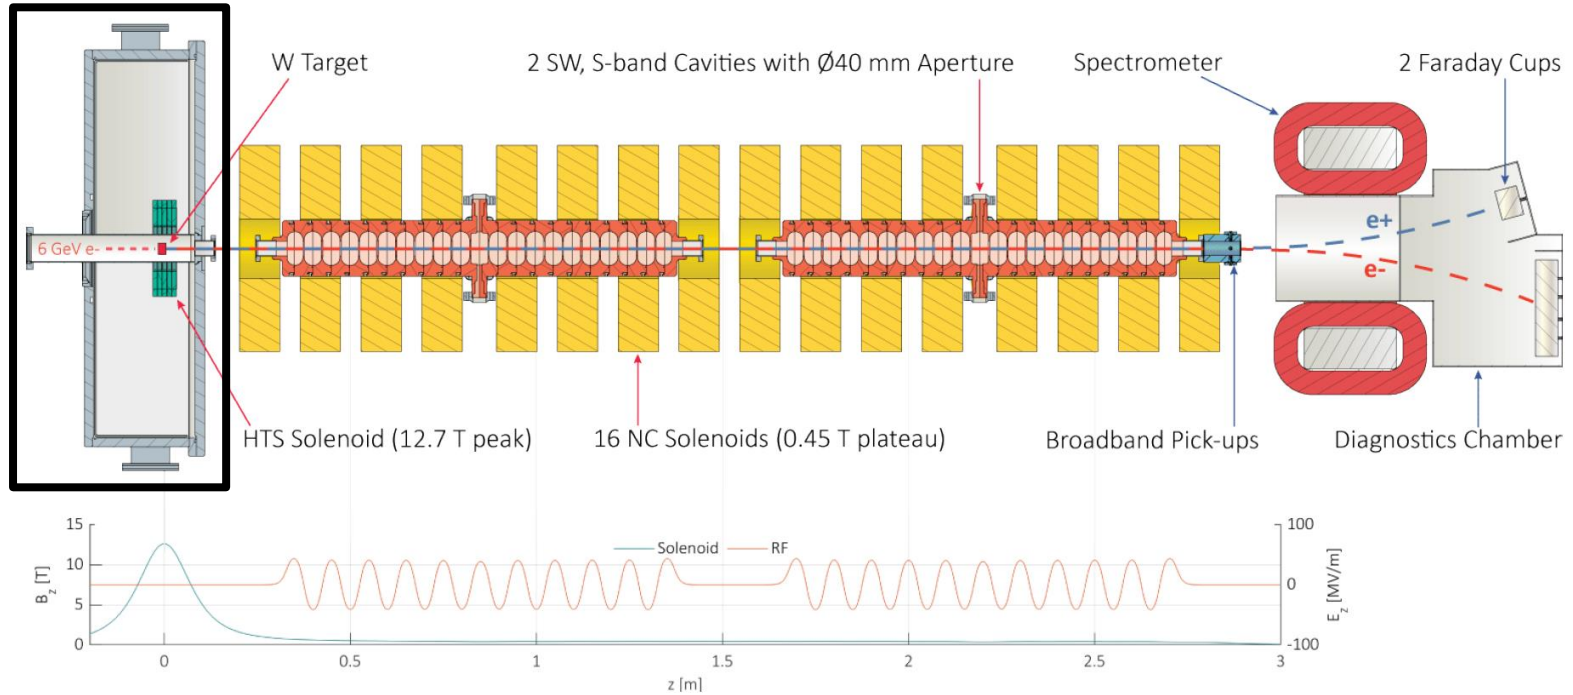 W Target
2 SW, S-band Cavities with Ø40 mm Aperture
Spectrometer
2 Faraday Cups
6 GeV e-
e+
e-
HTS Solenoid (12.7 T peak)
16 NC Solenoids (0.45 T plateau)
Broadband Pick-ups
Diagnostics Chamber
15
10
5
0
B_z [T]
Solenoid
RF
100
0
-100
E_z [MV/m]
0
0.5
1
1.5
2
2.5
3
z [m]